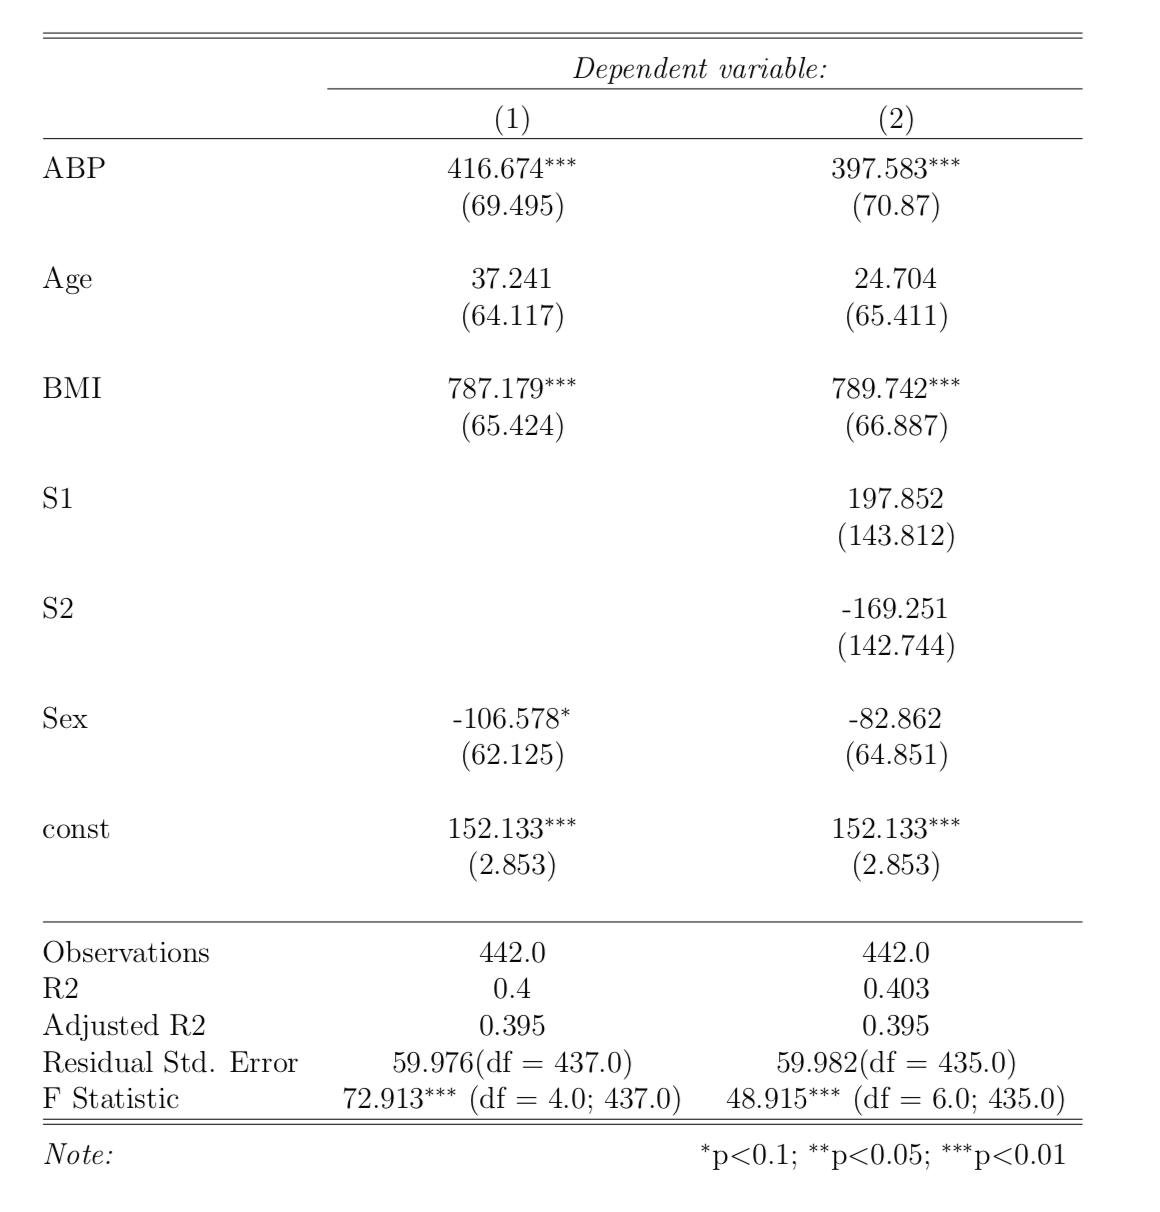 Dependent variable:
(1) (2)
ABP 416.674*** 397.583***
(69.495) (70.87)
Age 37.241 24.704
(64.117) (65.411)
BMI 787.179*** 789.742***
(65.424) (66.887)
S1 197.852
(143.812)
S2 -169.251
(142.744)
Sex -106.578* -82.862
(62.125) (64.851)
const 152.133*** 152.133***
(2.853) (2.853)
Observations 442.0 442.0
R2 0.4 0.403
Adjusted R2 0.395 0.395
Residual Std. Error 59.976(df = 437.0) 59.982(df = 435.0)
F Statistic 72.913*** (df = 4.0; 437.0) 48.915*** (df = 6.0; 435.0)
Note: *p<0.1; **p<0.05; ***p<0.01